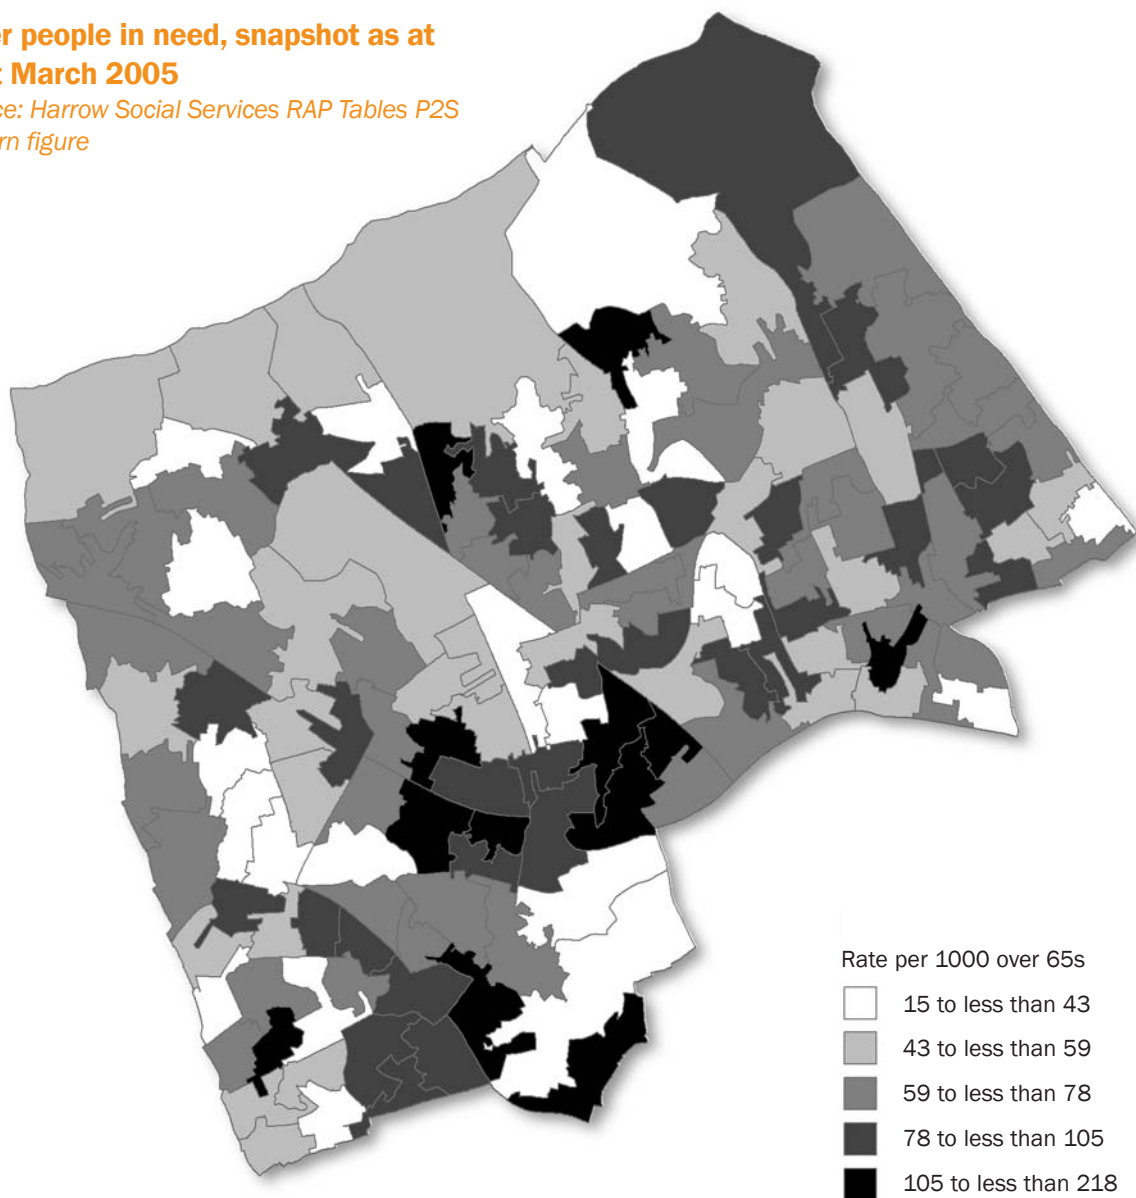 er people in need, snapshot as at
t March 2005
ce: Harrow Social Services RAP Tables P2S
rn figure
Rate per 1000 over 65s
15 to less than 43
43 to less than 59
59 to less than 78
78 to less than 105
105 to less than 218